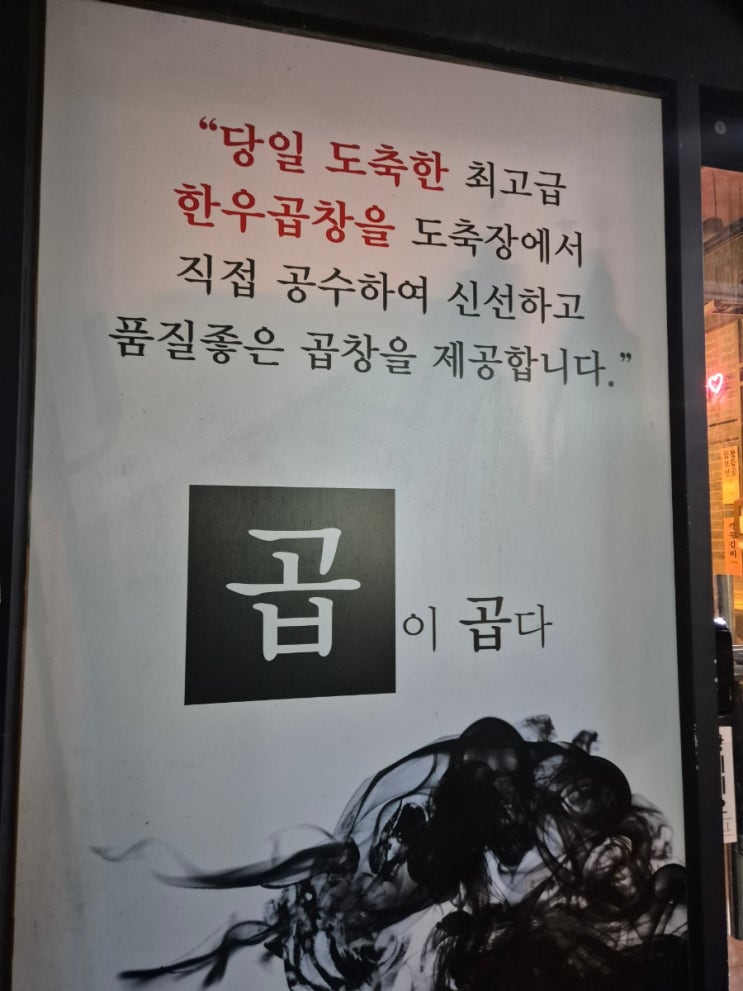 “당일 도축한 최고급
한우곱창을 도축장에서
직접 공수하여 신선하고
품질좋은 곱창을 제공합니다.”
곱이 곱다